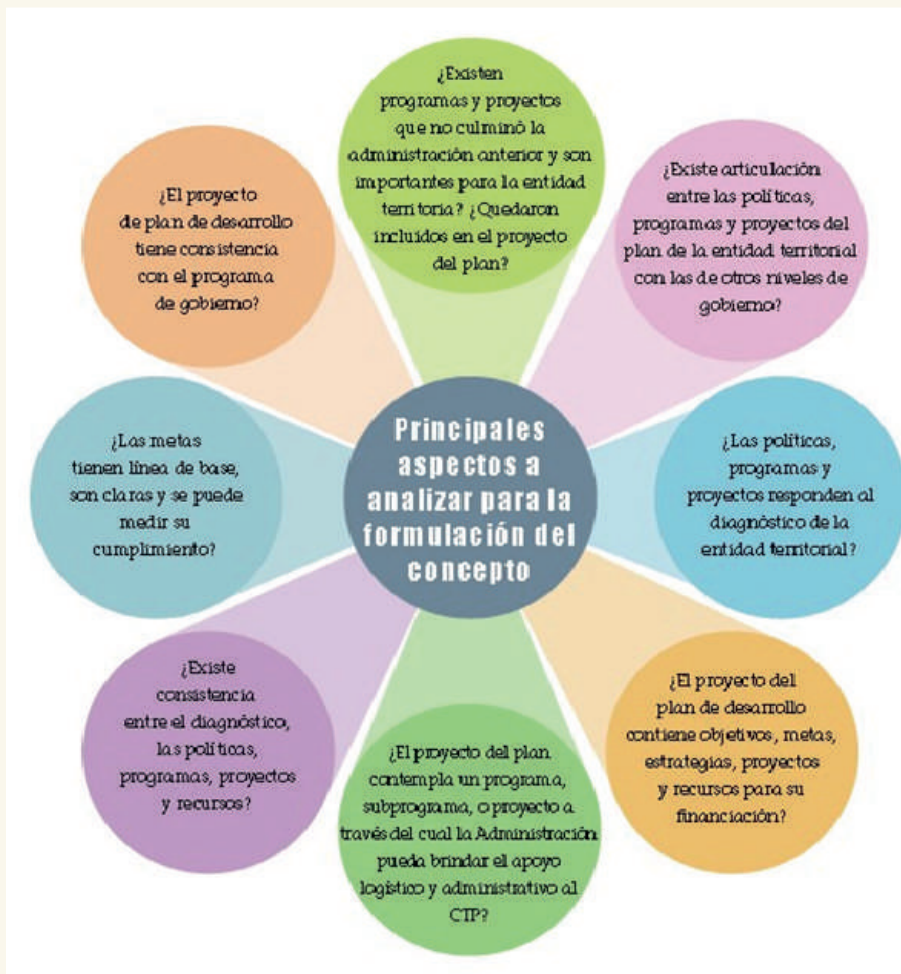 ¿Existen
programas y proyectos
que no culminó la
administración anterior y son
importantes para la entidad
territoria? ¿Quedaron
incluidos en el proyecto
del plan?
¿Existe articulación
entre las políticas,
programas y proyectos del
plan de la entidad territorial
con las de otros niveles de
gobierno?
¿Las políticas,
programas y
proyectos responden al
diagnóstico de la
entidad territorial?
¿El proyecto del
plan de desarrollo
contiene objetivos, metas,
estrategias, proyectos
y recursos para su
financiación?
¿El proyecto del plan
contempla un programa,
subprograma, o proyecto a
través del cual la Administración
pueda brindar el apoyo
logístico y administrativo al
CTP?
¿Existe
consistencia
entre el diagnóstico,
las políticas,
programas, proyectos
y recursos?
¿Las metas
tienen línea de base,
son claras y se puede
medir su
cumplimiento?
¿El proyecto
de plan de desarrollo
tiene consistencia
con el programa
de gobierno?
Principales
aspectos a
analizar para la
formulación del
concepto